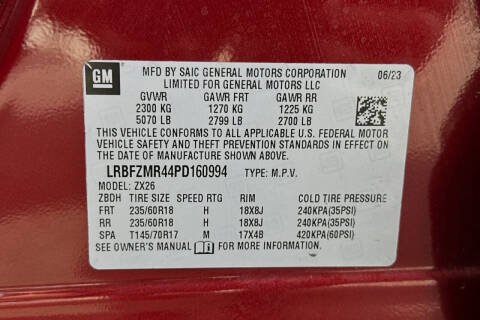 GM
MFD BY SAIC GENERAL MOTORS CORPORATION 06/23
LIMITED FOR GENERAL MOTORS LLC
GVWR GAWR FRT GAWR RR
2300 KG 1270 KG 1225 KG
5070 LB 2799 LB 2700 LB
THIS VEHICLE CONFORMS TO ALL APPLICABLE U.S. FEDERAL MOTOR
VEHICLE SAFETY AND THEFT PREVENTION STANDARDS IN EFFECT ON
THE DATE OF MANUFACTURE SHOWN ABOVE.
LRBFZMR44PD160994 TYPE: M.P.V.
MODEL: ZX26
ZBDH TIRE SIZE SPEED RTG RIM COLD TIRE PRESSURE
FRT 235/60R18 H 18X8J 240KPA(35PSI)
RR 235/60R18 H 18X8J 240KPA(35PSI)
SPA T145/70R17 M 17X4B 420KPA(60PSI)
SEE OWNER'S MANUAL FOR MORE INFORMATION.